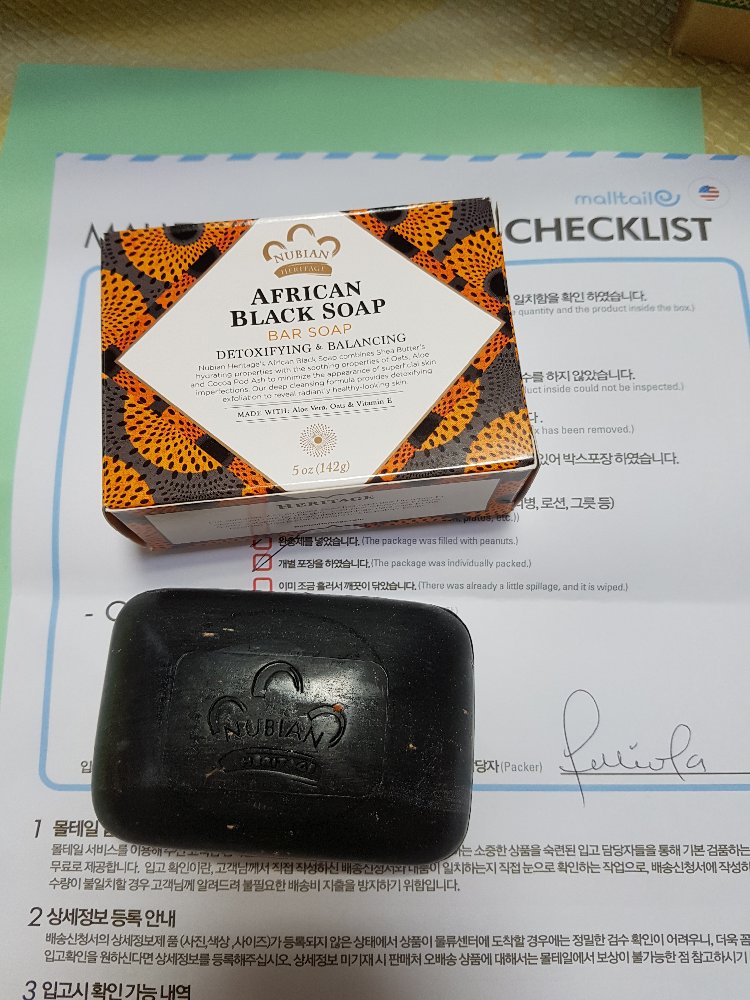 malltail
CHECKLIST
NUBIAN
HERITAGE
AFRICAN
BLACK SOAP
BAR SOAP
DETOXIFYING & BALANCING
Nubian Heritage's African Black Soap combines Shea Butter's
hydrating properties with the soothing properties of Oats, Aloe
and Cocoa Pod Ash to minimize the appearance of superficial skin
imperfections. Our deep cleansing formula provides detoxifying
exfoliation to reveal radiantly healthy-looking skin.
MADE WITH: Aloe Vera, Oats & Vitamin E
5 oz (142g)
HERITAGE
일치함을 확인 하였습니다.
quantity and the product inside the box.)
수를 하지 않았습니다.
uct inside could not be inspected.)
has been removed.)
있어 박스포장 하였습니다.
병, 로션, 그릇 등)
etc.))
완충제를 넣었습니다. (The package was filled with peanuts.)
개별 포장을 하였습니다. (The package was individually packed.)
이미 조금 흘러서 깨끗이 닦았습니다. (There was already a little spillage, and it is wiped.)
NUBIAN
HERITAGE
당자 (Packer)
1 몰테일
몰테일 서비스를 이용해 는 소중한 상품을 숙련된 입고 담당자들을 통해 기본 검품하는
무료로 제공합니다. 입고 확인이란, 고객님께서 직접 작성하신 배송신청서와 내품이 일치하는지 직접 눈으로 확인하는 작업으로, 배송신청서에 작성하
수량이 불일치할 경우 고객님께 알려드려 불필요한 배송비 지출을 방지하기 위함입니다.
2 상세정보 등록 안내
배송신청서의 상세정보제 품 (사진,색상 ,사이즈)가 등록되지 않은 상태에서 상품이 물류센터에 도착할 경우에는 정밀한 검수 확인이 어려우니, 더욱 꼼
입고확인을 원하신다면 상세정보를 등록해주십시오. 상세정보 미기재 시 판매처 오배송 상품에 대해서는 몰테일에서 보상이 불가능한 점 참고하시기
3 입고시 확인 가능 내역